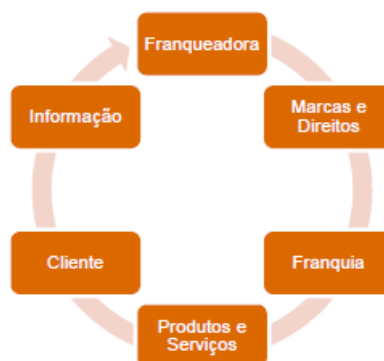 Franqueadora
Marcas e
Direitos
Franquia
Produtos e
Serviços
Cliente
Informação